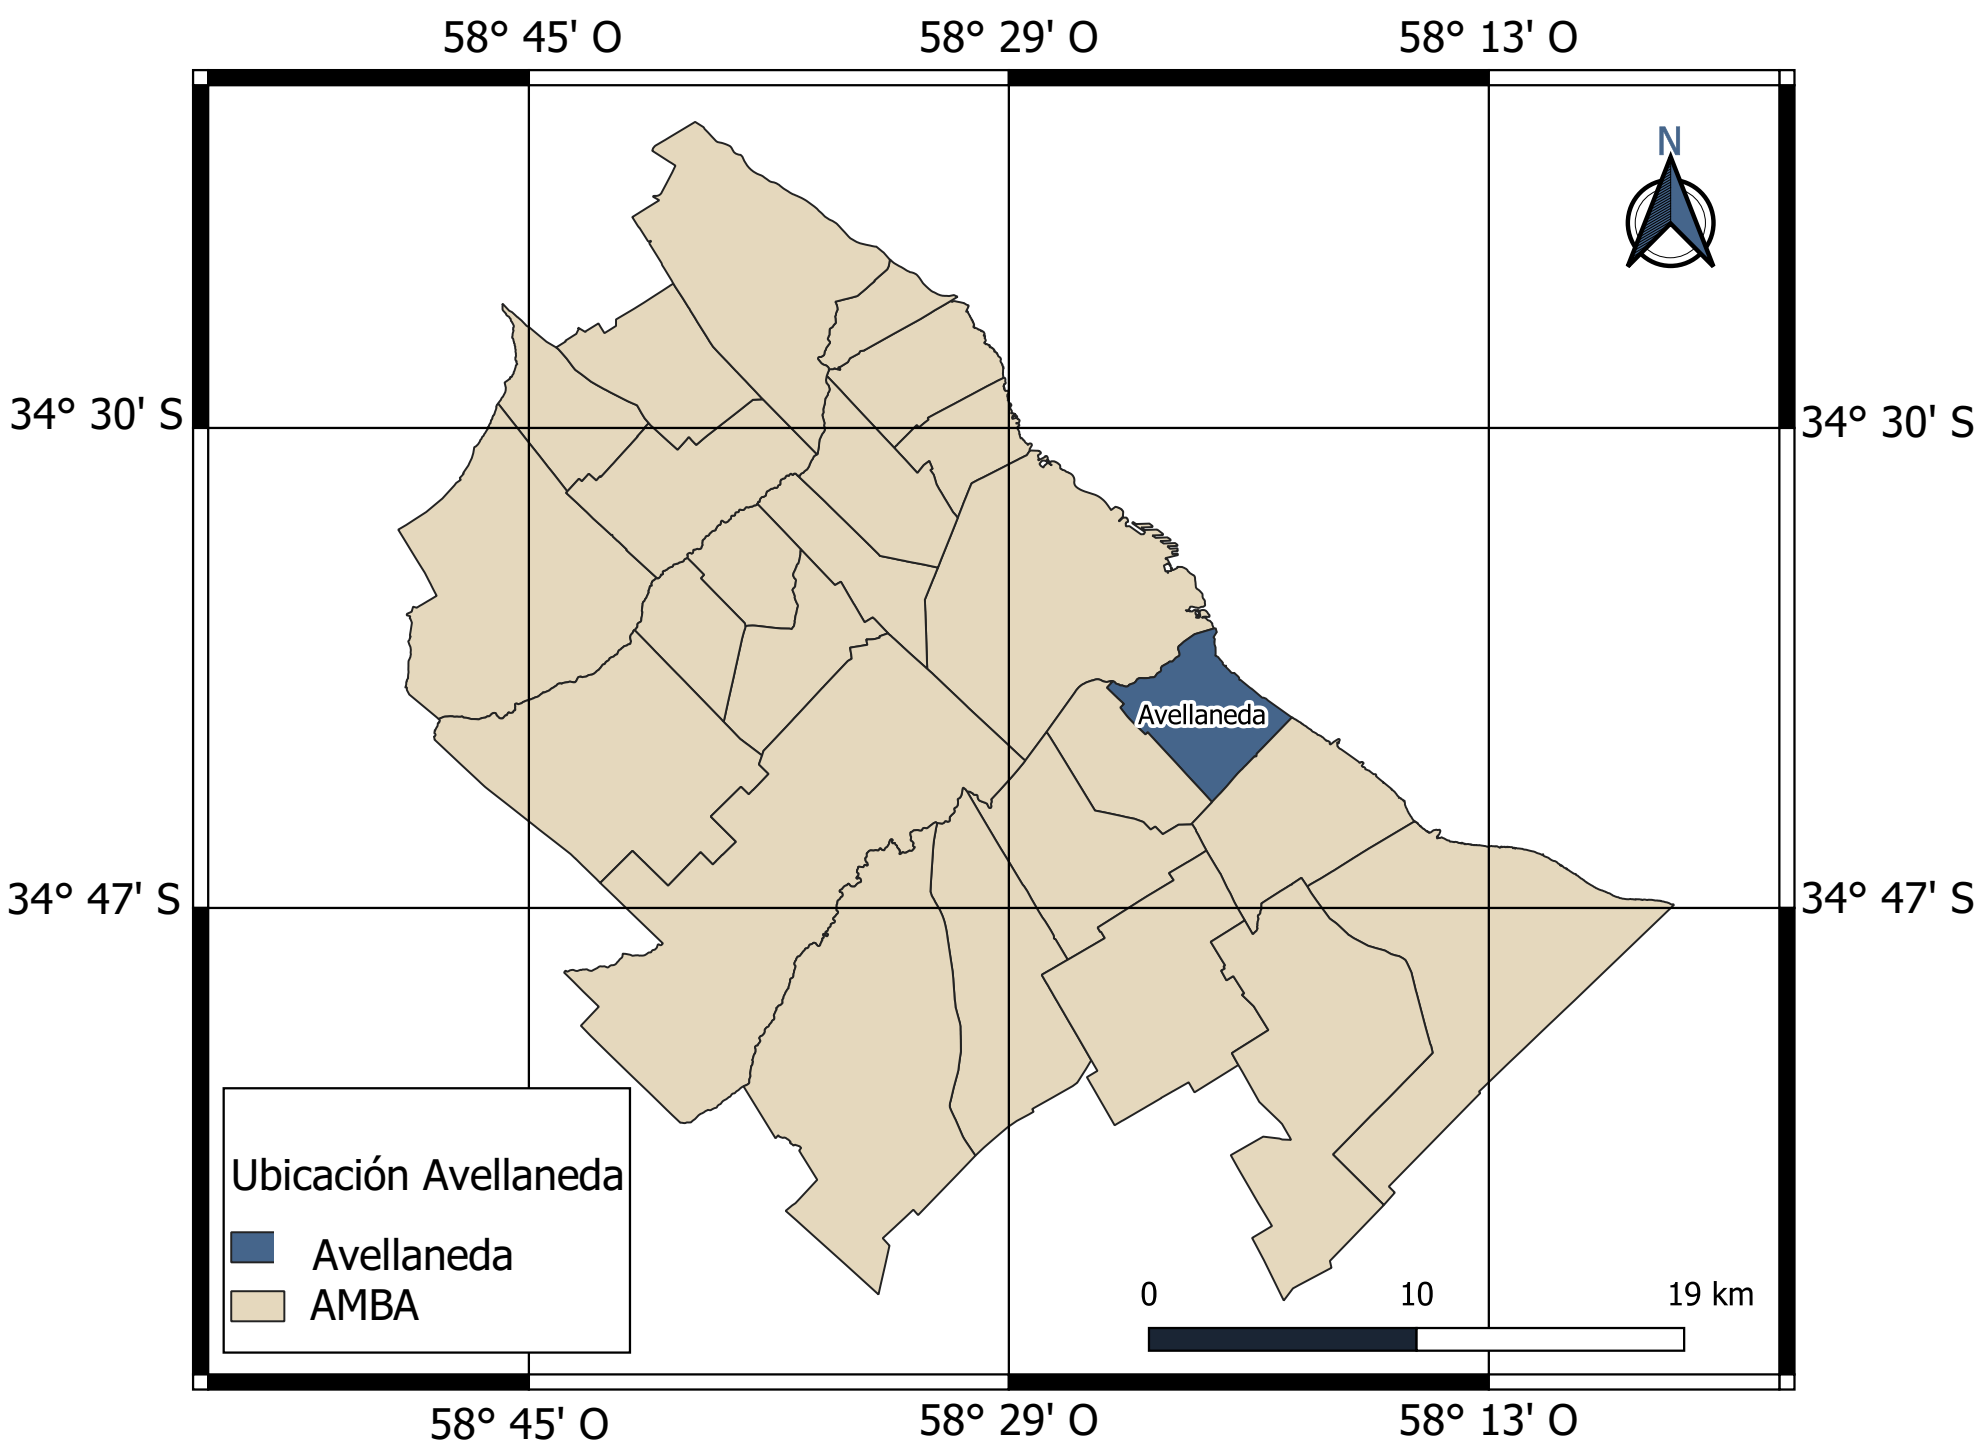 58° 45' O 58° 29' O 58° 13' O
N
34° 30' S 34° 30' S
Avellaneda
34° 47' S 34° 47' S
Ubicación Avellaneda
Avellaneda
AMBA
0 10 19 km
58° 45' O 58° 29' O 58° 13' O